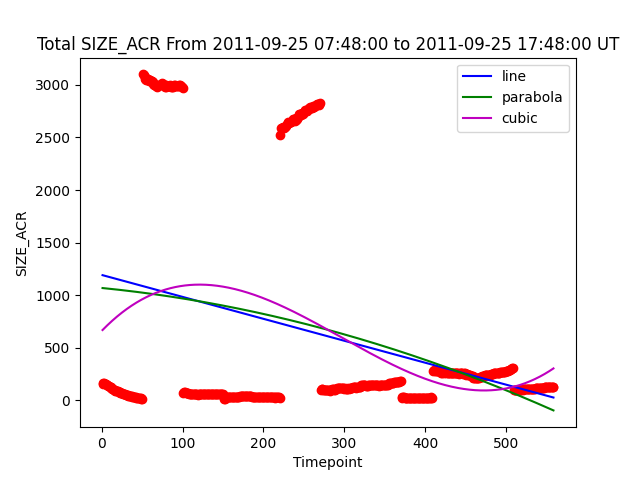 Total SIZE_ACR From 2011-09-25 07:48:00 to 2011-09-25 17:48:00 UT
line
parabola
cubic
3000
2500
2000
1500
1000
500
0
SIZE_ACR
0 100 200 300 400 500
Timepoint